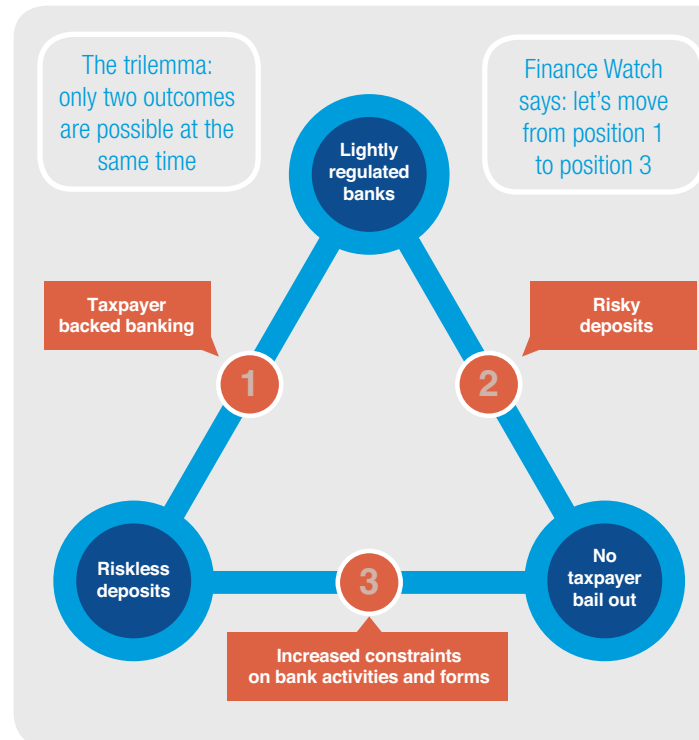 The trilemma:
only two outcomes
are possible at the
same time
Finance Watch
says: let's move
from position 1
to position 3
Lightly
regulated
banks
Taxpayer
backed banking
Risky
deposits
1
2
Riskless
deposits
3
No
taxpayer
bail out
Increased constraints
on bank activities and forms